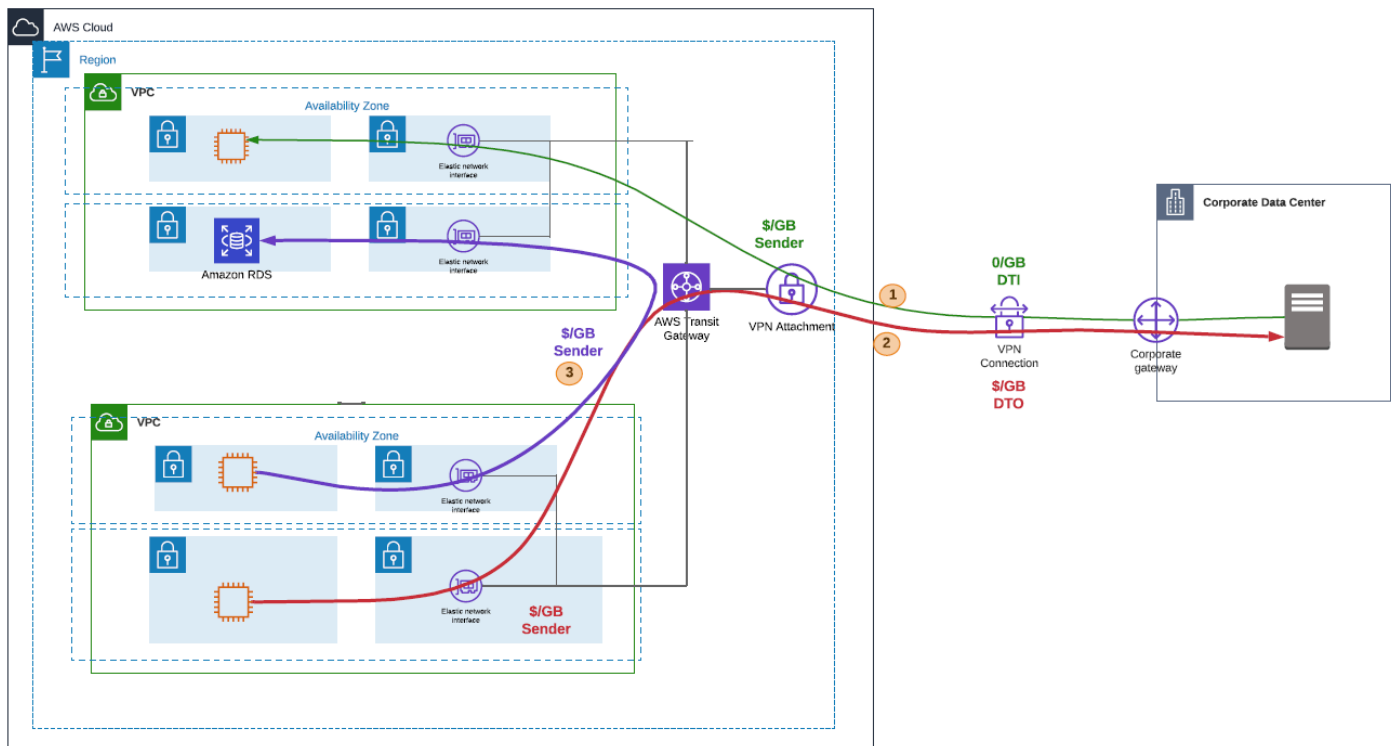 AWS Cloud
Region
VPC
Availability Zone
Elastic network
interface
Amazon RDS
Elastic network
interface
$/GB
Sender
AWS Transit
Gateway
VPN Attachment
1
2
$/GB
Sender
3
0/GB
DTI
VPN
Connection
$/GB
DTO
Corporate Data Center
Corporate
gateway
VPC
Availability Zone
Elastic network
interface
Elastic network
interface
$/GB
Sender